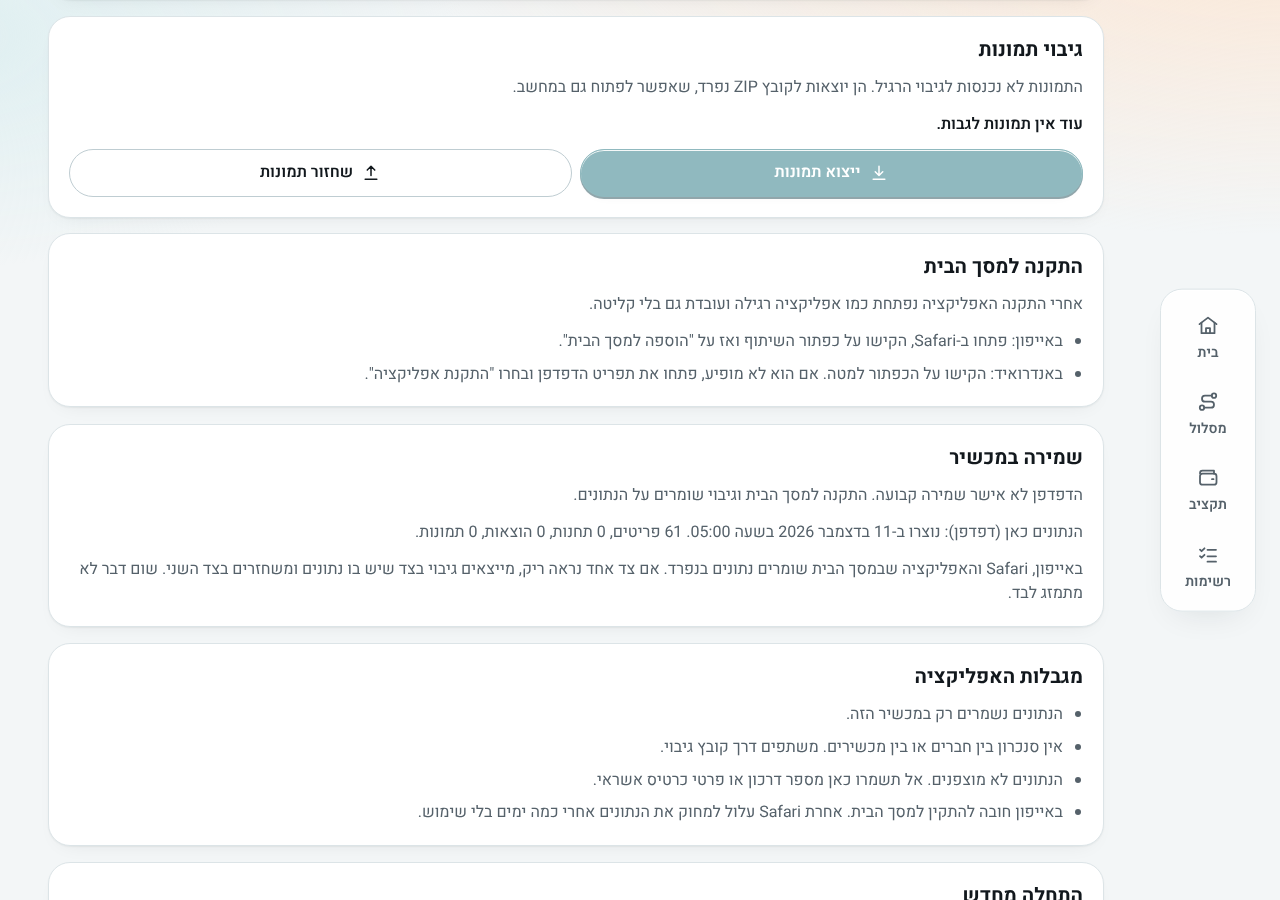 גיבוי תמונות
התמונות לא נכנסות לגיבוי הרגיל. הן יוצאות לקובץ ZIP נפרד, שאפשר לפתוח גם במחשב.
עוד אין תמונות לגבות.
ייצוא תמונות
שחזור תמונות
התקנה למסך הבית
אחרי התקנה האפליקציה נפתחת כמו אפליקציה רגילה ועובדת גם בלי קליטה.
באייפון: פתחו ב-Safari, הקישו על כפתור השיתוף ואז על "הוספה למסך הבית".
באנדרואיד: הקישו על הכפתור למטה. אם הוא לא מופיע, פתחו את תפריט הדפדפן ובחרו "התקנת אפליקציה".
שמירה במכשיר
הדפדפן לא אישר שמירה קבועה. התקנה למסך הבית וגיבוי שומרים על הנתונים.
הנתונים כאן (דפדפן): נוצרו ב-11 בדצמבר 2026 בשעה 05:00. 61 פריטים, 0 תחנות, 0 הוצאות, 0 תמונות.
באייפון, Safari והאפליקציה שבמסך הבית שומרים נתונים בנפרד. אם צד אחד נראה ריק, מייצאים גיבוי בצד שיש בו נתונים ומשחזרים בצד השני. שום דבר לא
מתמזג לבד.
מגבלות האפליקציה
הנתונים נשמרים רק במכשיר הזה.
אין סנכרון בין חברים או בין מכשירים. משתפים דרך קובץ גיבוי.
הנתונים לא מוצפנים. אל תשמרו כאן מספר דרכון או פרטי כרטיס אשראי.
באייפון חובה להתקין למסך הבית. אחרת Safari עלול למחוק את הנתונים אחרי כמה ימים בלי שימוש.
התחלה מחדש
בית
מסלול
תקציב
רשימות